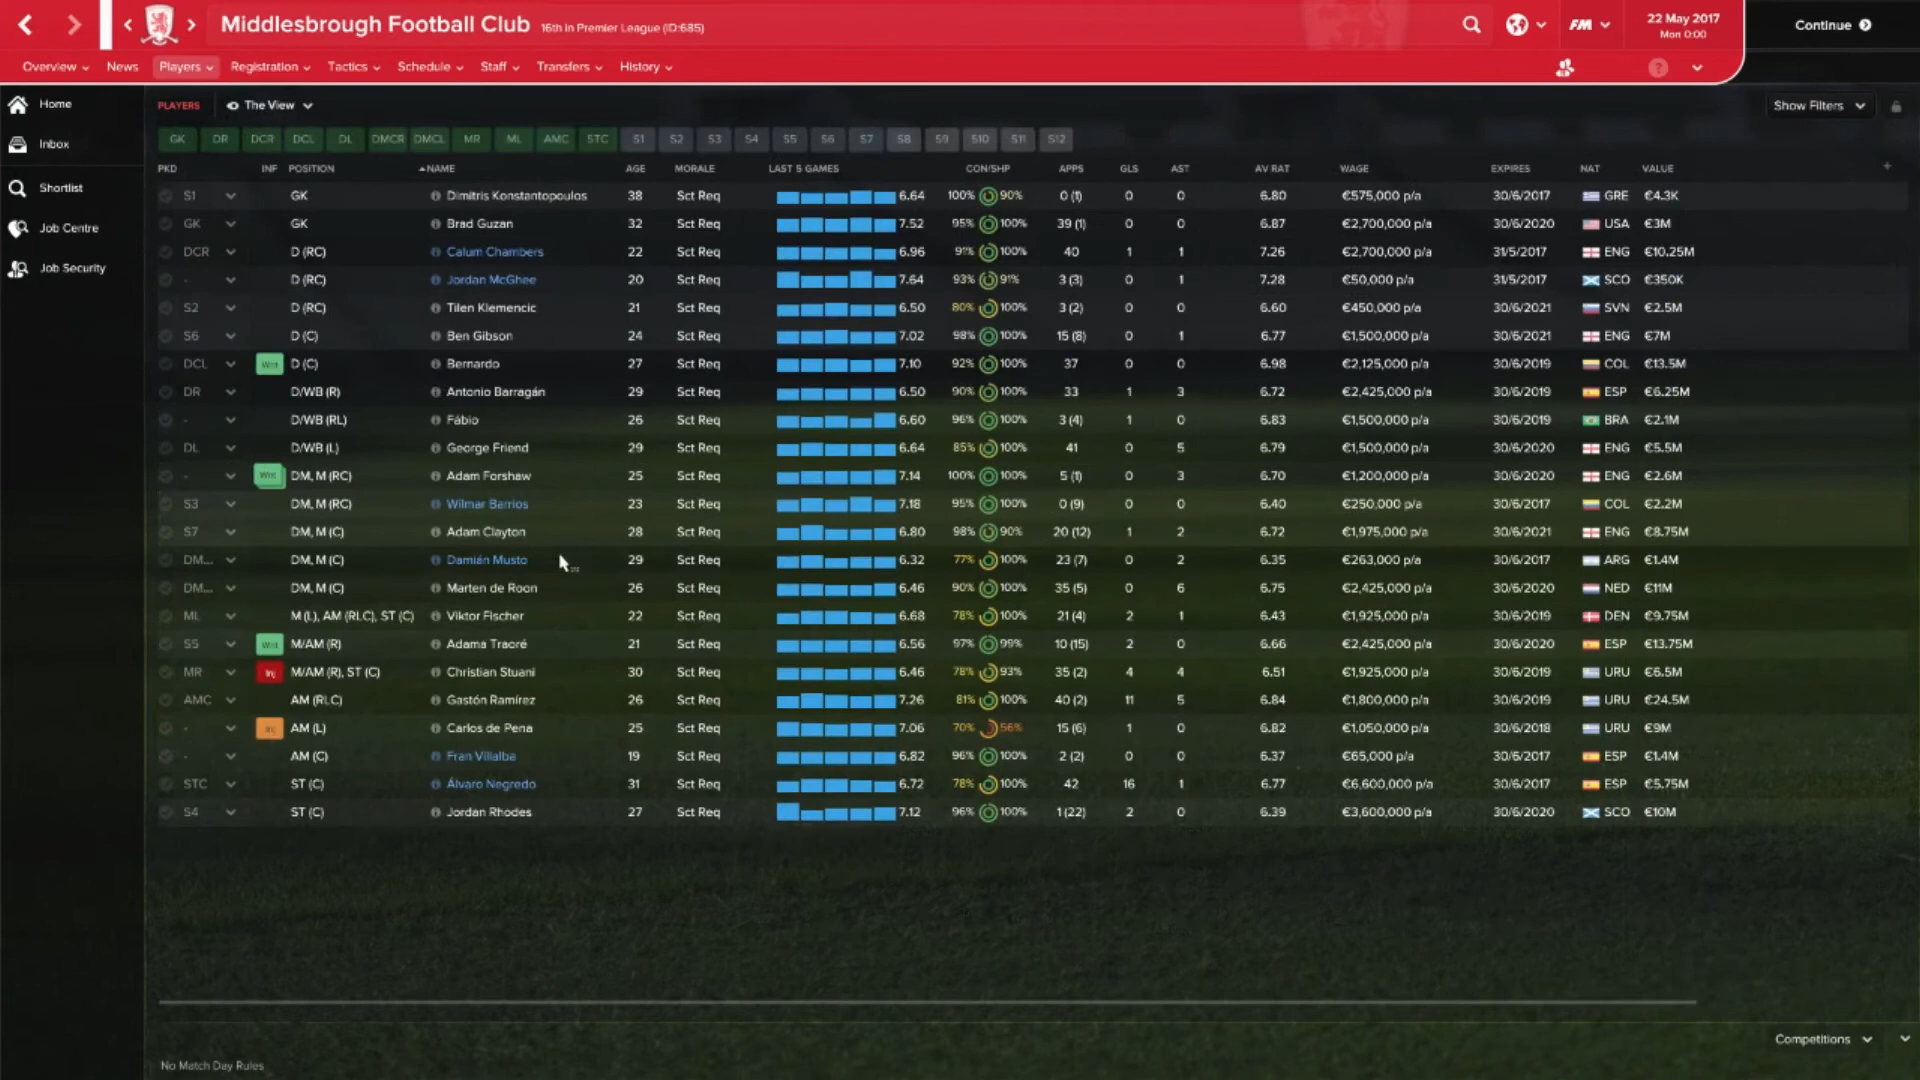 Middlesbrough Football Club 16th in Premier League (ID:685)
FM
22 May 2017
Mon 0:00
Continue
Overview News Players Registration Tactics Schedule Staff Transfers History
?
Home
Inbox
Shortlist
Job Centre
Job Security
PLAYERS The View Show Filters
GK DR DCR DCL DL DMCR DMCL MR ML AMC STC S1 S2 S3 S4 S5 S6 S7 S8 S9 S10 S11 S12
PKD INF POSITION NAME AGE MORALE LAST 5 GAMES CON/SHP APPS GLS AST AV RAT WAGE EXPIRES NAT VALUE +
S1 GK Dimitris Konstantopoulos 38 Sct Req 6.64 100% 90% 0 (1) 0 0 6.80 €575,000 p/a 30/6/2017 GRE €4.3K
GK GK Brad Guzan 32 Sct Req 7.52 95% 100% 39 (1) 0 0 6.87 €2,700,000 p/a 30/6/2020 USA €3M
DCR D (RC) Calum Chambers 22 Sct Req 6.96 91% 100% 40 1 1 7.26 €2,700,000 p/a 31/5/2017 ENG €10.25M
- D (RC) Jordan McGhee 20 Sct Req 7.64 93% 91% 3 (3) 0 1 7.28 €50,000 p/a 31/5/2017 SCO €350K
S2 D (RC) Tilen Klemencic 21 Sct Req 6.50 80% 100% 3 (2) 0 0 6.60 €450,000 p/a 30/6/2021 SVN €2.5M
S6 D (C) Ben Gibson 24 Sct Req 7.02 98% 100% 15 (8) 0 1 6.77 €1,500,000 p/a 30/6/2021 ENG €7M
DCL Wnt D (C) Bernardo 27 Sct Req 7.10 92% 100% 37 0 0 6.98 €2,125,000 p/a 30/6/2019 COL €13.5M
DR D/WB (R) Antonio Barragán 29 Sct Req 6.50 90% 100% 33 1 3 6.72 €2,425,000 p/a 30/6/2019 ESP €6.25M
- D/WB (RL) Fábio 26 Sct Req 6.60 96% 100% 3 (4) 1 0 6.83 €1,500,000 p/a 30/6/2019 BRA €2.1M
DL D/WB (L) George Friend 29 Sct Req 6.64 85% 100% 41 0 5 6.79 €1,500,000 p/a 30/6/2020 ENG €5.5M
- Wnt DM, M (RC) Adam Forshaw 25 Sct Req 7.14 100% 100% 5 (1) 0 3 6.70 €1,200,000 p/a 30/6/2020 ENG €2.6M
S3 DM, M (RC) Wilmar Barrios 23 Sct Req 7.18 95% 100% 0 (9) 0 0 6.40 €250,000 p/a 30/6/2017 COL €2.2M
S7 DM, M (C) Adam Clayton 28 Sct Req 6.80 98% 90% 20 (12) 1 2 6.72 €1,975,000 p/a 30/6/2021 ENG €8.75M
DM... DM, M (C) Damián Musto 29 Sct Req 6.32 77% 100% 23 (7) 0 2 6.35 €263,000 p/a 30/6/2017 ARG €1.4M
DM... DM, M (C) Marten de Roon 26 Sct Req 6.46 90% 100% 35 (5) 0 6 6.75 €2,425,000 p/a 30/6/2019 NED €11M
ML M (L), AM (RLC), ST (C) Viktor Fischer 22 Sct Req 6.68 78% 100% 21 (4) 2 1 6.43 €1,925,000 p/a 30/6/2019 DEN €9.75M
S5 Wnt M/AM (R) Adama Traoré 21 Sct Req 6.56 97% 99% 10 (15) 2 0 6.66 €2,425,000 p/a 30/6/2020 ESP €13.75M
MR Inj M/AM (R), ST (C) Christian Stuani 30 Sct Req 6.46 78% 93% 35 (2) 4 4 6.51 €1,925,000 p/a 30/6/2019 URU €6.5M
AMC AM (RLC) Gastón Ramírez 26 Sct Req 7.26 81% 100% 40 (2) 11 5 6.84 €1,800,000 p/a 30/6/2019 URU €24.5M
- Inj AM (L) Carlos de Pena 25 Sct Req 7.06 70% 56% 15 (6) 1 0 6.82 €1,050,000 p/a 30/6/2018 URU €9M
- AM (C) Fran Villalba 19 Sct Req 6.82 96% 100% 2 (2) 0 0 6.37 €65,000 p/a 30/6/2017 ESP €1.4M
STC ST (C) Álvaro Negredo 31 Sct Req 6.72 78% 100% 42 16 1 6.77 €6,600,000 p/a 30/6/2017 ESP €5.75M
S4 ST (C) Jordan Rhodes 27 Sct Req 7.12 96% 100% 1 (22) 2 0 6.39 €3,600,000 p/a 30/6/2020 SCO €10M
Competitions
No Match Day Rules